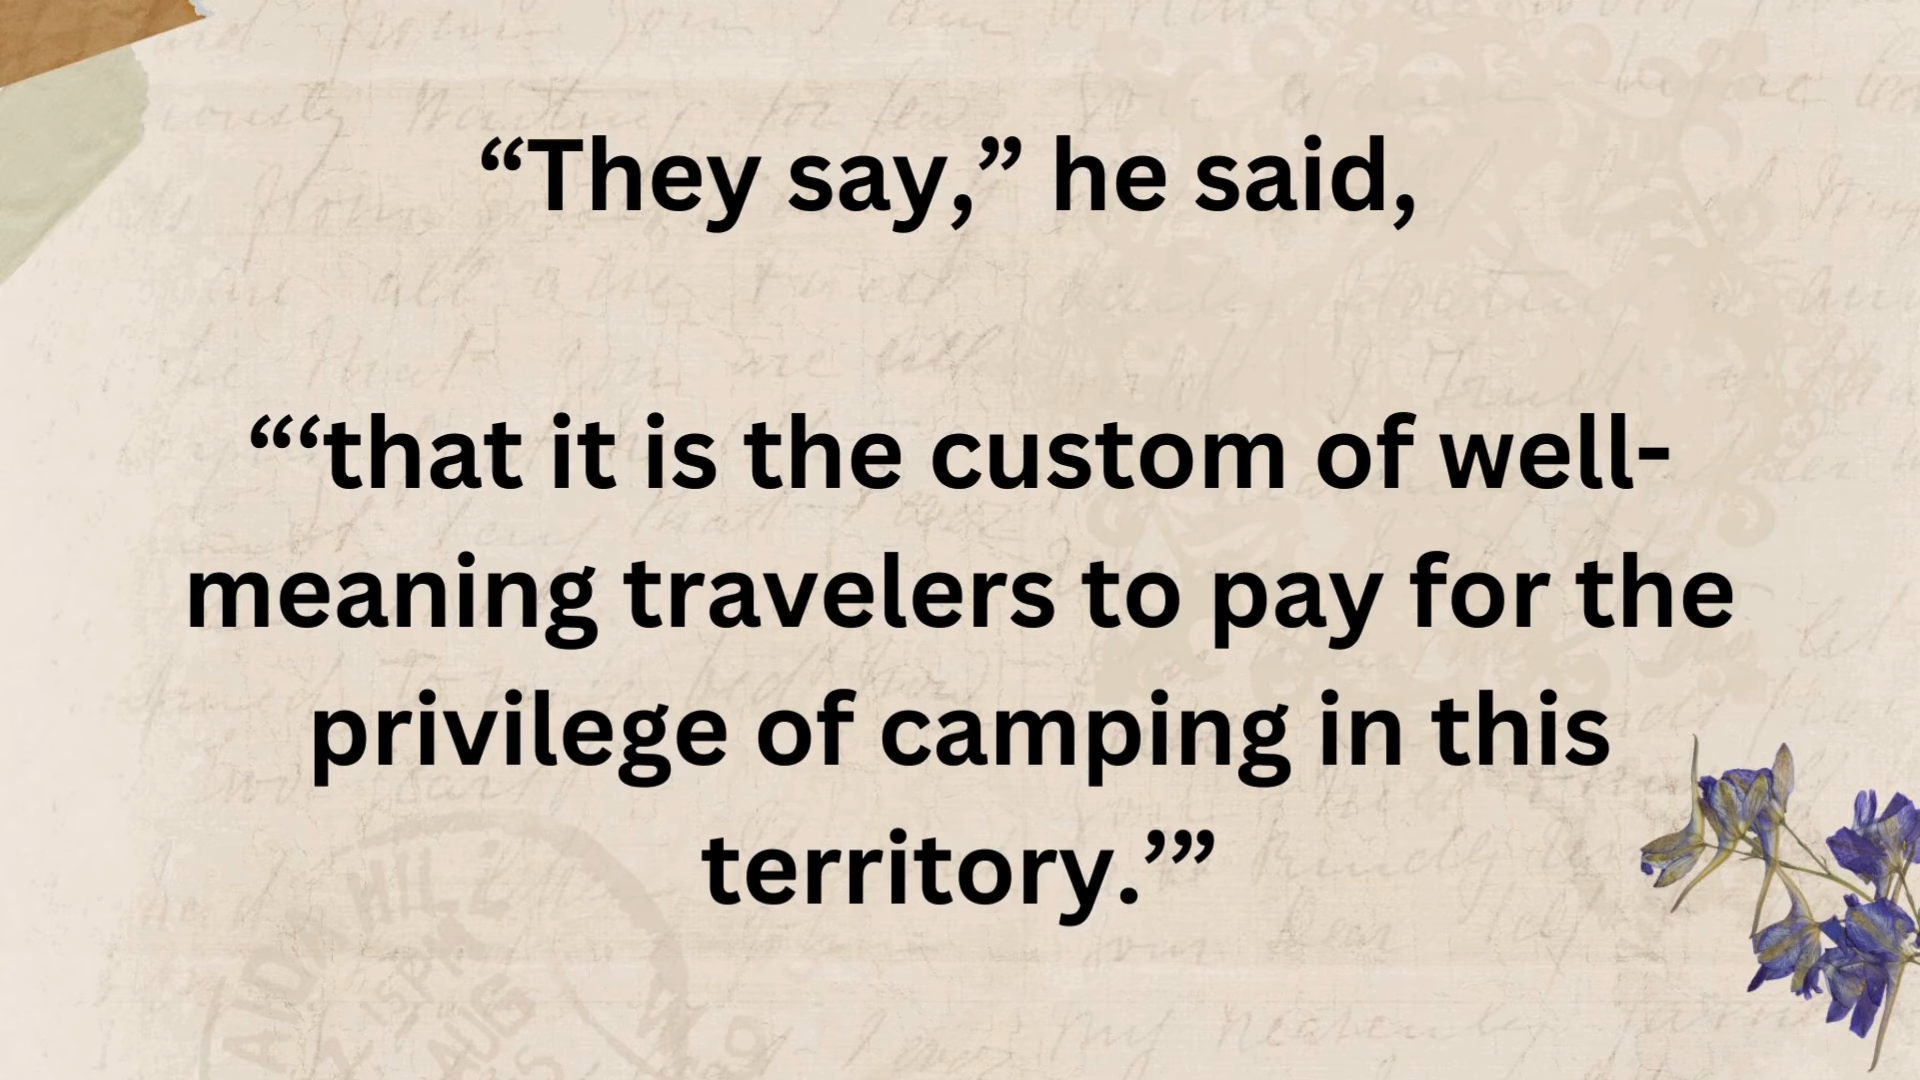 “They say,” he said,
“‘that it is the custom of well-
meaning travelers to pay for the
privilege of camping in this
territory.’”